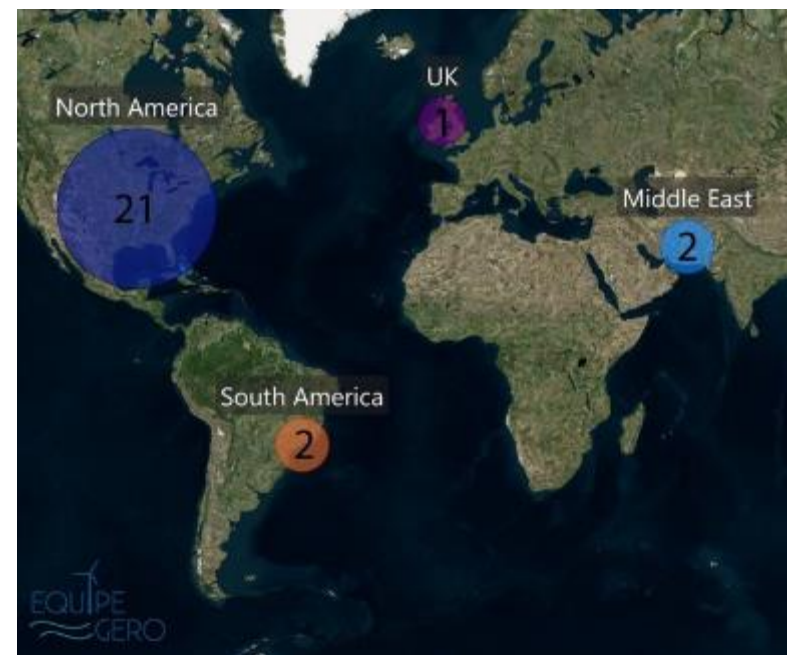 UK
1
North America
21
Middle East
2
South America
2
EQUIPE
GERO